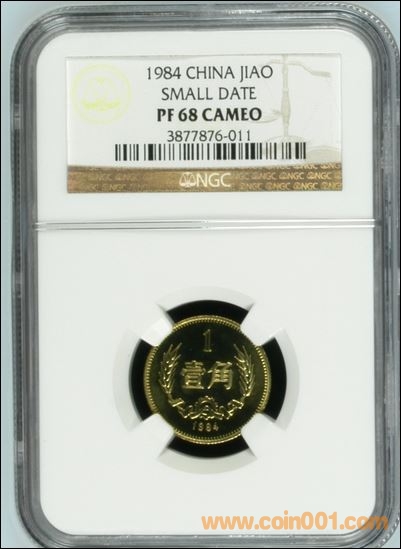 1984 CHINA JIAO
SMALL DATE
PF 68 CAMEO
3877876-011
NGC
1
壹角
1984
www.coin001.com